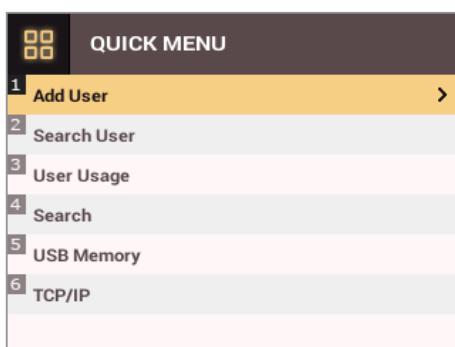 QUICK MENU
1 Add User
2 Search User
3 User Usage
4 Search
5 USB Memory
6 TCP/IP